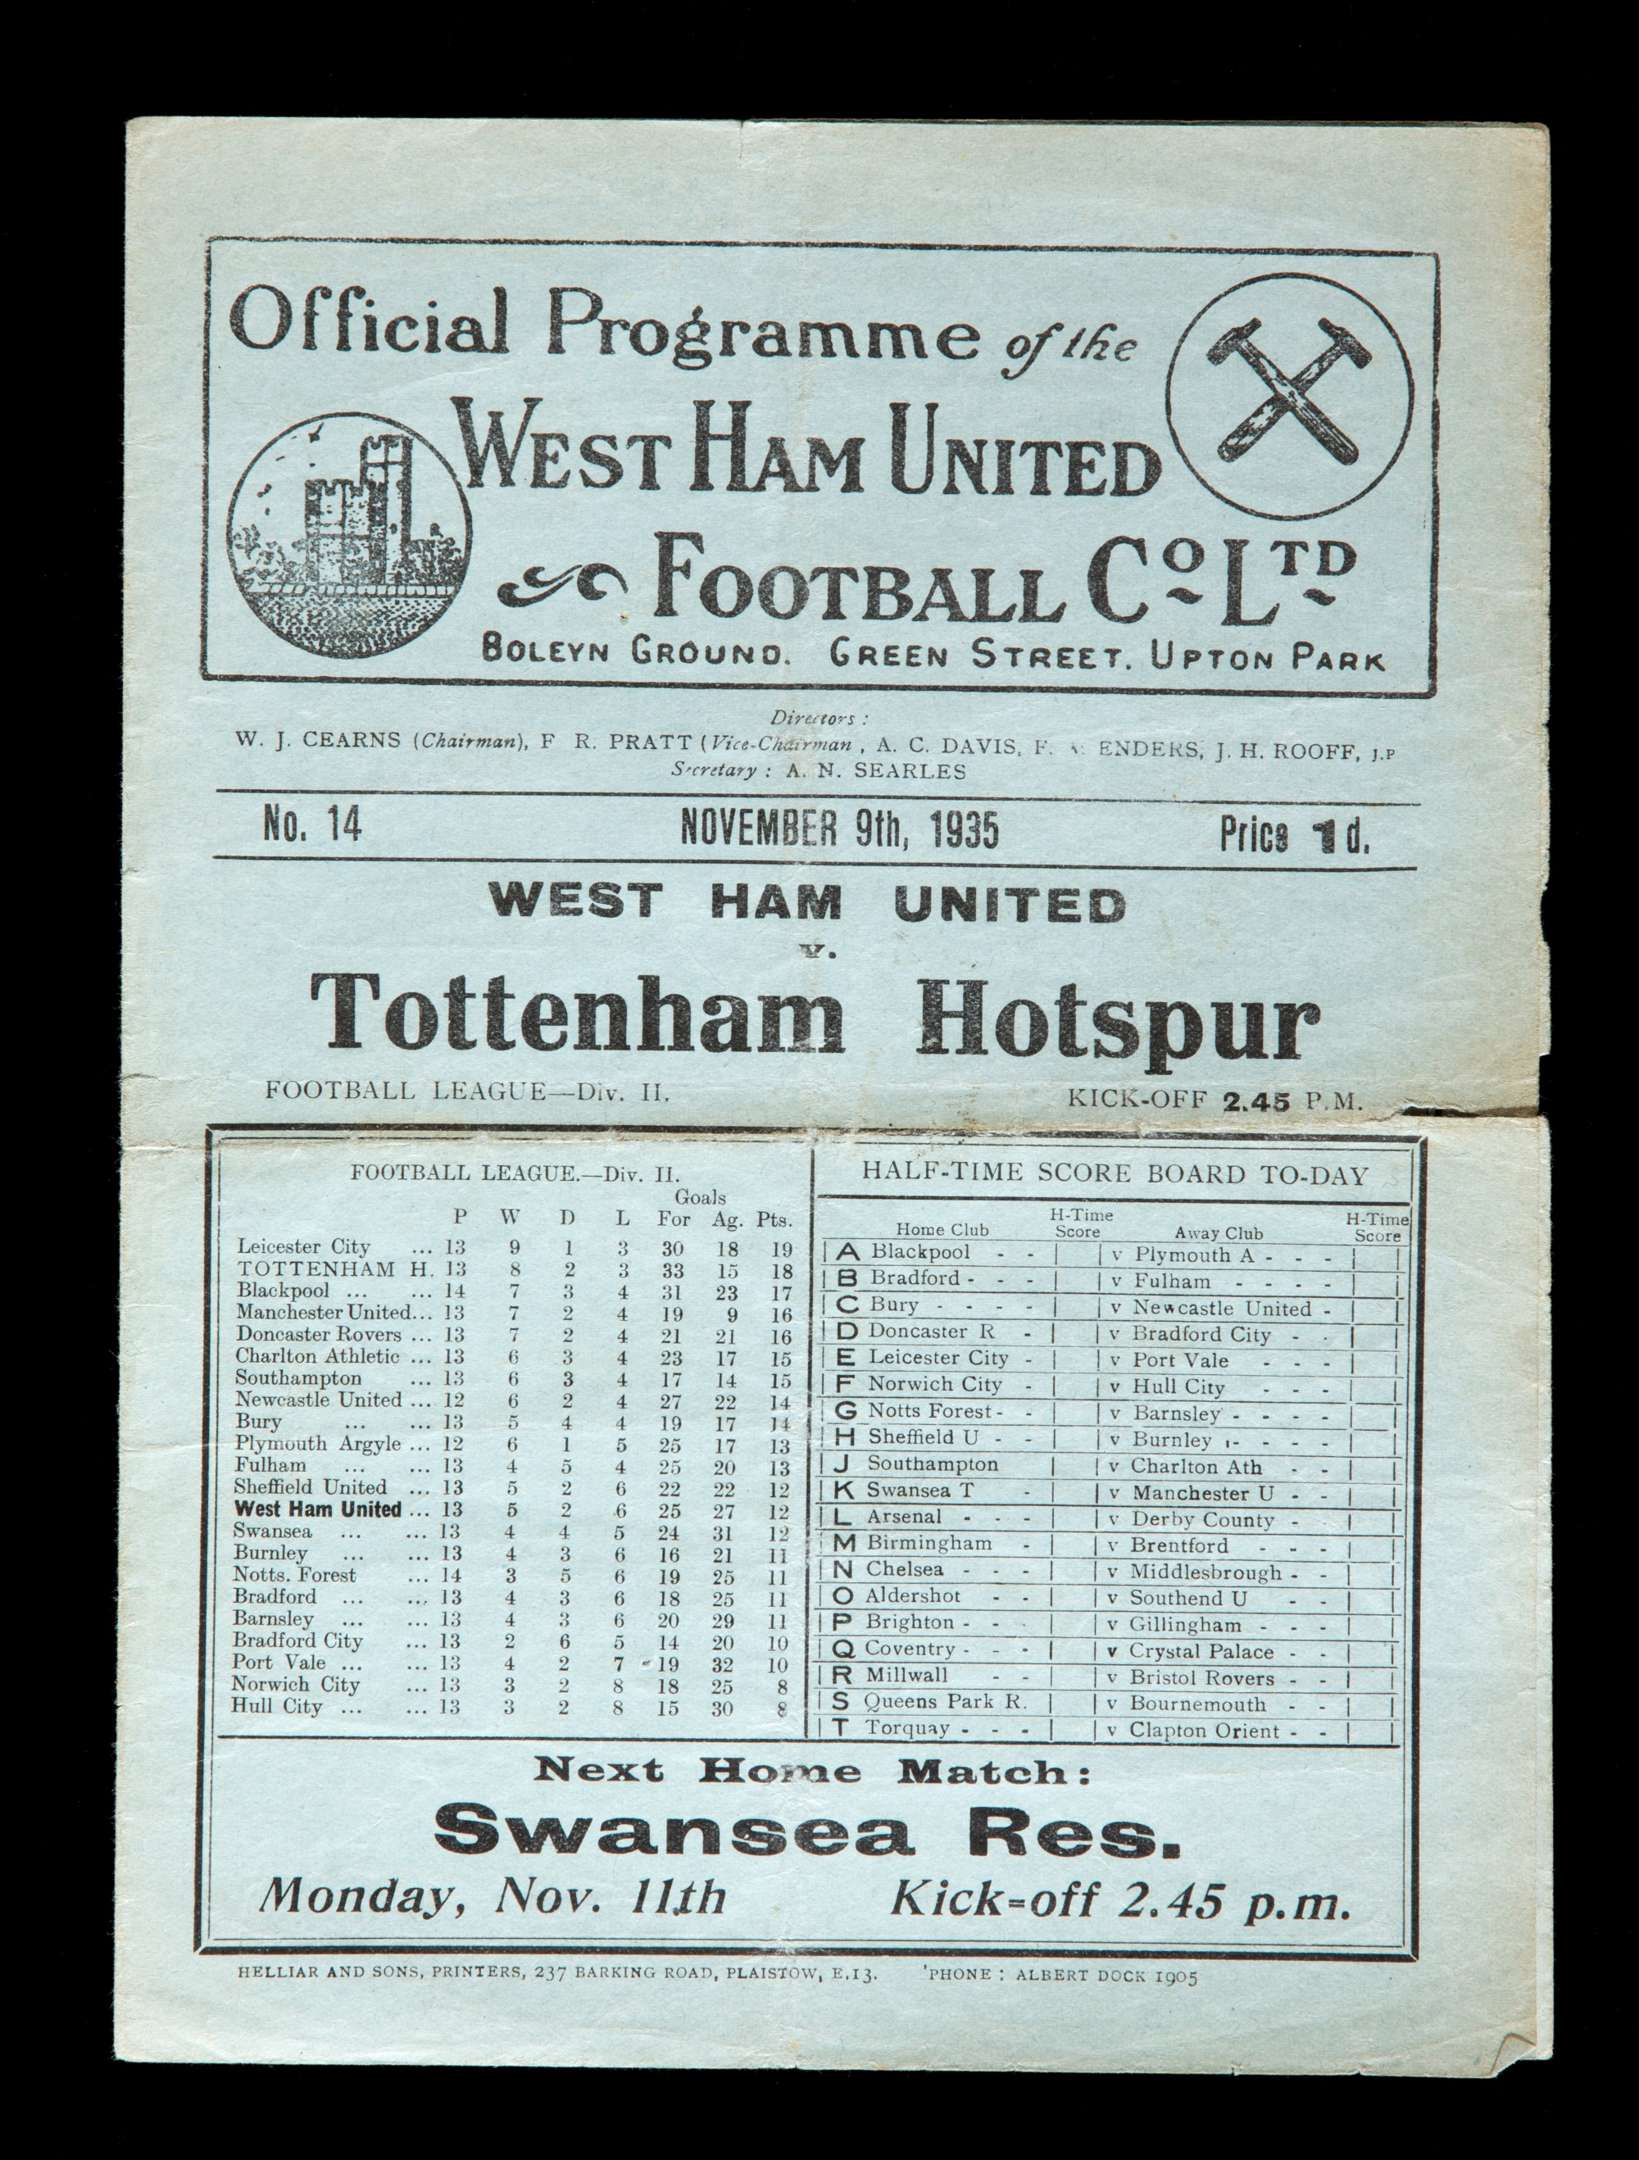 Official Programme of the
WEST HAM UNITED
FOOTBALL Co LTD
BOLEYN GROUND. GREEN STREET. UPTON PARK
Directors :
W. J. CEARNS (Chairman), F R. PRATT (Vice-Chairman , A. C. DAVIS, F. ENDERS, J. H. ROOFF, J.P
Secretary : A. N. SEARLES
No. 14 NOVEMBER 9th, 1935 Price 1d.
WEST HAM UNITED
v.
Tottenham Hotspur
FOOTBALL LEAGUE—Div. II. KICK-OFF 2.45 P.M.
FOOTBALL LEAGUE.—Div. II.
Goals
P W D L For Ag. Pts.
Leicester City ... 13 9 1 3 30 18 19
TOTTENHAM H. 13 8 2 3 33 15 18
Blackpool ... ... 14 7 3 4 31 23 17
Manchester United... 13 7 2 4 19 9 16
Doncaster Rovers ... 13 7 2 4 21 21 16
Charlton Athletic ... 13 6 3 4 23 17 15
Southampton ... 13 6 3 4 17 14 15
Newcastle United ... 12 6 2 4 27 22 14
Bury ... ... 13 5 4 4 19 17 14
Plymouth Argyle ... 12 6 1 5 25 17 13
Fulham ... ... 13 4 5 4 25 20 13
Sheffield United ... 13 5 2 6 22 22 12
West Ham United ... 13 5 2 6 25 27 12
Swansea ... ... 13 4 4 5 24 31 12
Burnley ... ... 13 4 3 6 16 21 11
Notts. Forest ... 14 3 5 6 19 25 11
Bradford ... ... 13 4 3 6 18 25 11
Barnsley ... ... 13 4 3 6 20 29 11
Bradford City ... 13 2 6 5 14 20 10
Port Vale ... ... 13 4 2 7 19 32 10
Norwich City ... 13 3 2 8 18 25 8
Hull City ... ... 13 3 2 8 15 30 8
HALF-TIME SCORE BOARD TO-DAY
Home Club H-Time Score Away Club H-Time Score
A Blackpool - - v Plymouth A - - -
B Bradford - - - v Fulham - - - -
C Bury - - - - v Newcastle United -
D Doncaster R - v Bradford City - -
E Leicester City - v Port Vale - - -
F Norwich City - v Hull City - - -
G Notts Forest - - v Barnsley - - - -
H Sheffield U - - v Burnley - - - -
J Southampton v Charlton Ath - -
K Swansea T - v Manchester U - -
L Arsenal - - - v Derby County -
M Birmingham - v Brentford - - -
N Chelsea - - - v Middlesbrough - -
O Aldershot - - v Southend U - -
P Brighton - - - v Gillingham - - -
Q Coventry - - - v Crystal Palace - -
R Millwall - - v Bristol Rovers - -
S Queens Park R. v Bournemouth - -
T Torquay - - - v Clapton Orient - -
Next Home Match:
Swansea Res.
Monday, Nov. 11th Kick=off 2.45 p.m.
HELLIAR AND SONS, PRINTERS, 237 BARKING ROAD, PLAISTOW, E.13. 'PHONE : ALBERT DOCK 1905